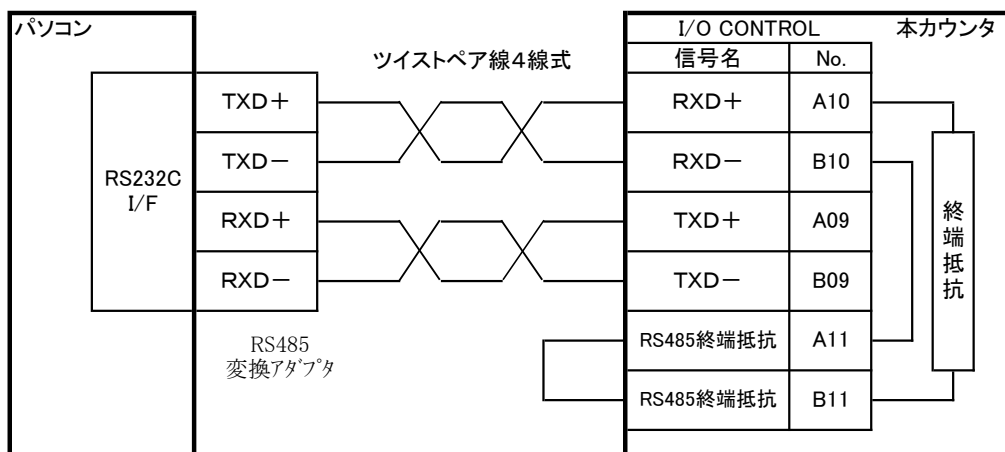 パソコン
I/O CONTROL 本カウンタ
ツイストペア線4線式
信号名 No.
TXD+ RXD+ A10
TXD− RXD− B10
RS232C
I/F
RXD+ TXD+ A09
RXD− TXD− B09
終端抵抗
RS485終端抵抗 A11
RS485
変換アダプタ
RS485終端抵抗 B11